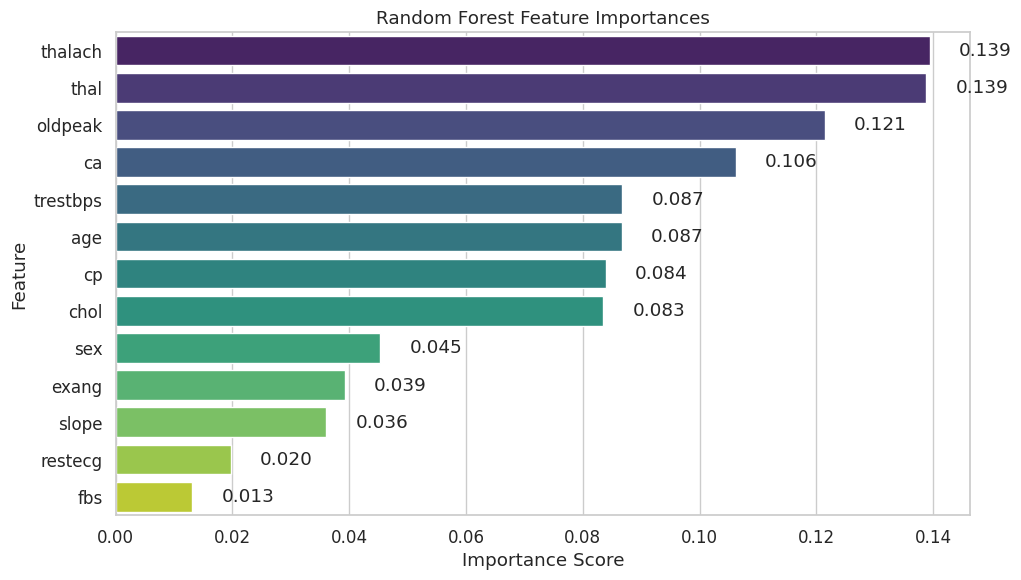 Random Forest Feature Importances
thalach 0.139
thal 0.139
oldpeak 0.121
ca 0.106
trestbps 0.087
age 0.087
cp 0.084
chol 0.083
sex 0.045
exang 0.039
slope 0.036
restecg 0.020
fbs 0.013
Feature
0.00 0.02 0.04 0.06 0.08 0.10 0.12 0.14
Importance Score